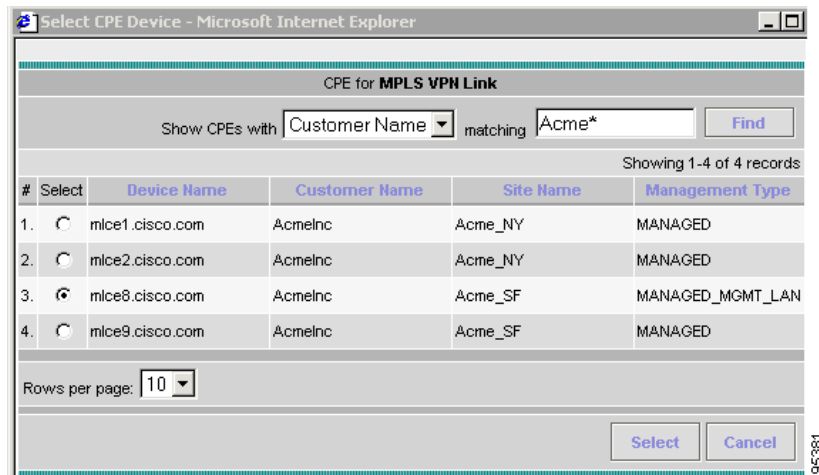 Select CPE Device - Microsoft Internet Explorer
CPE for MPLS VPN Link
Show CPEs with Customer Name matching Acme* Find
Showing 1-4 of 4 records
# Select Device Name Customer Name Site Name Management Type
1. mlce1.cisco.com AcmeInc Acme_NY MANAGED
2. mlce2.cisco.com AcmeInc Acme_NY MANAGED
3. mlce8.cisco.com AcmeInc Acme_SF MANAGED_MGMT_LAN
4. mlce9.cisco.com AcmeInc Acme_SF MANAGED
Rows per page: 10
Select Cancel
95381